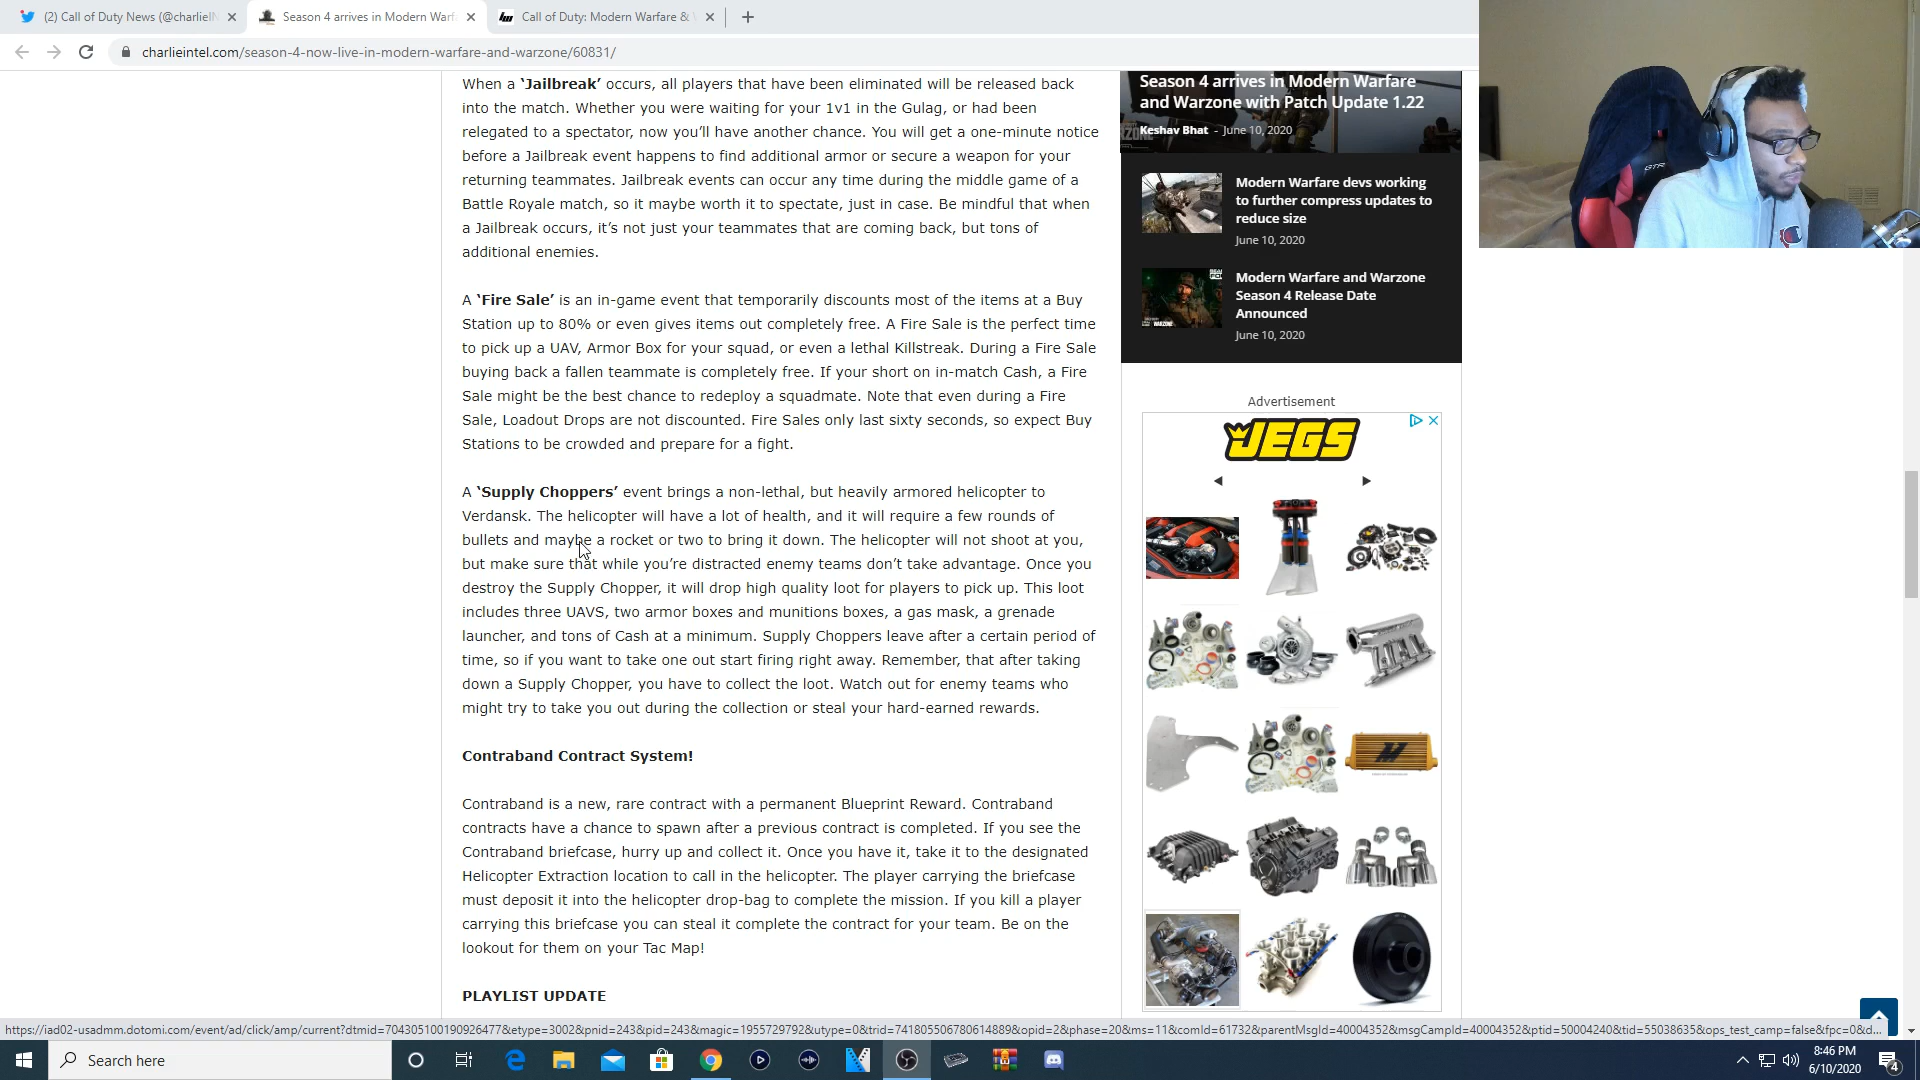 (2) Call of Duty News (@charlieIN
Season 4 arrives in Modern Warf
Call of Duty: Modern Warfare &
charlieintel.com/season-4-now-live-in-modern-warfare-and-warzone/60831/
When a ‘Jailbreak’ occurs, all players that have been eliminated will be released back
into the match. Whether you were waiting for your 1v1 in the Gulag, or had been
relegated to a spectator, now you’ll have another chance. You will get a one-minute notice
before a Jailbreak event happens to find additional armor or secure a weapon for your
returning teammates. Jailbreak events can occur any time during the middle game of a
Battle Royale match, so it maybe worth it to spectate, just in case. Be mindful that when
a Jailbreak occurs, it’s not just your teammates that are coming back, but tons of
additional enemies.
A ‘Fire Sale’ is an in-game event that temporarily discounts most of the items at a Buy
Station up to 80% or even gives items out completely free. A Fire Sale is the perfect time
to pick up a UAV, Armor Box for your squad, or even a lethal Killstreak. During a Fire Sale
buying back a fallen teammate is completely free. If your short on in-match Cash, a Fire
Sale might be the best chance to redeploy a squadmate. Note that even during a Fire
Sale, Loadout Drops are not discounted. Fire Sales only last sixty seconds, so expect Buy
Stations to be crowded and prepare for a fight.
A ‘Supply Choppers’ event brings a non-lethal, but heavily armored helicopter to
Verdansk. The helicopter will have a lot of health, and it will require a few rounds of
bullets and maybe a rocket or two to bring it down. The helicopter will not shoot at you,
but make sure that while you’re distracted enemy teams don’t take advantage. Once you
destroy the Supply Chopper, it will drop high quality loot for players to pick up. This loot
includes three UAVS, two armor boxes and munitions boxes, a gas mask, a grenade
launcher, and tons of Cash at a minimum. Supply Choppers leave after a certain period of
time, so if you want to take one out start firing right away. Remember, that after taking
down a Supply Chopper, you have to collect the loot. Watch out for enemy teams who
might try to take you out during the collection or steal your hard-earned rewards.
Contraband Contract System!
Contraband is a new, rare contract with a permanent Blueprint Reward. Contraband
contracts have a chance to spawn after a previous contract is completed. If you see the
Contraband briefcase, hurry up and collect it. Once you have it, take it to the designated
Helicopter Extraction location to call in the helicopter. The player carrying the briefcase
must deposit it into the helicopter drop-bag to complete the mission. If you kill a player
carrying this briefcase you can steal it complete the contract for your team. Be on the
lookout for them on your Tac Map!
PLAYLIST UPDATE
Season 4 arrives in Modern Warfare
and Warzone with Patch Update 1.22
Keshav Bhat - June 10, 2020
Modern Warfare devs working
to further compress updates to
reduce size
June 10, 2020
Modern Warfare and Warzone
Season 4 Release Date
Announced
June 10, 2020
Advertisement
JEGS
GTR
https://iad02-usadmm.dotomi.com/event/ad/click/amp/current?dtmid=704305100190926477&etype=3002&pnid=243&pid=243&magic=1955729792&utype=0&trid=741805506780614889&opid=2&phase=20&ms=11&comId=61732&parentMsgId=40004352&msgCampId=40004352&ptid=50004240&tid=55038635&ops_test_camp=false&fpc=0&d...
Search here
8:46 PM
6/10/2020
4